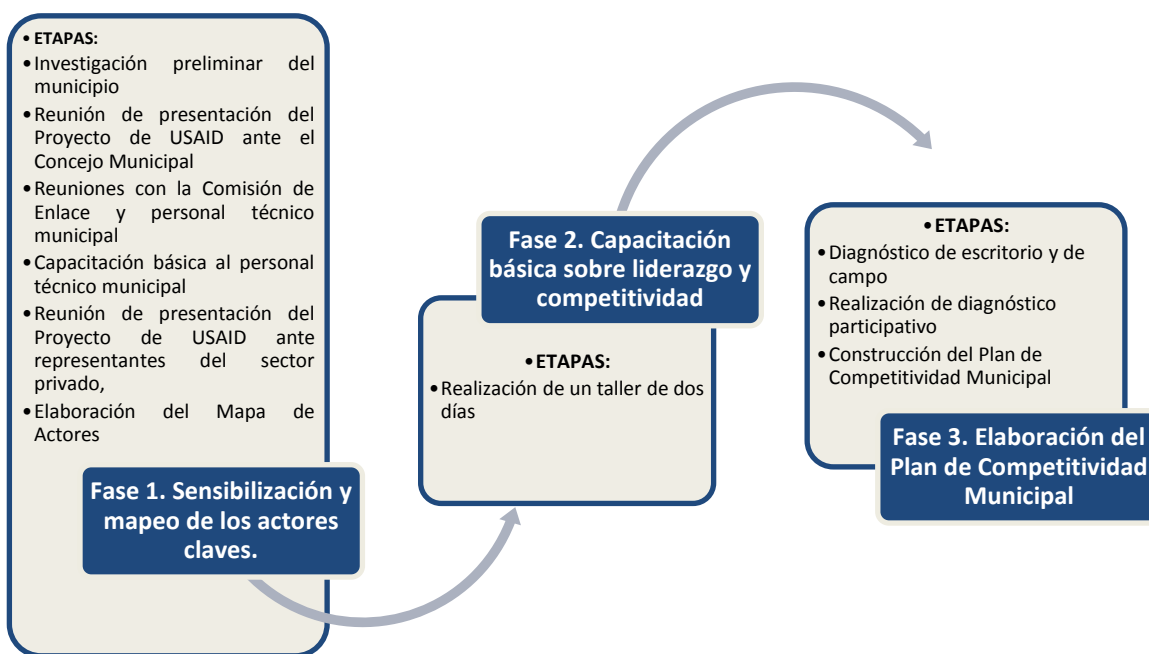 • ETAPAS:
•Investigación preliminar del
municipio
•Reunión de presentación del
Proyecto de USAID ante el
Concejo Municipal
•Reuniones con la Comisión de
Enlace y personal técnico
municipal
•Capacitación básica al personal
técnico municipal
•Reunión de presentación del
Proyecto de USAID ante
representantes del sector
privado,
•Elaboración del Mapa de
Actores
Fase 1. Sensibilización y
mapeo de los actores
claves.
Fase 2. Capacitación
básica sobre liderazgo y
competitividad
•ETAPAS:
•Realización de un taller de dos
días
•ETAPAS:
•Diagnóstico de escritorio y de
campo
•Realización de diagnóstico
participativo
•Construcción del Plan de
Competitividad Municipal
Fase 3. Elaboración del
Plan de Competitividad
Municipal